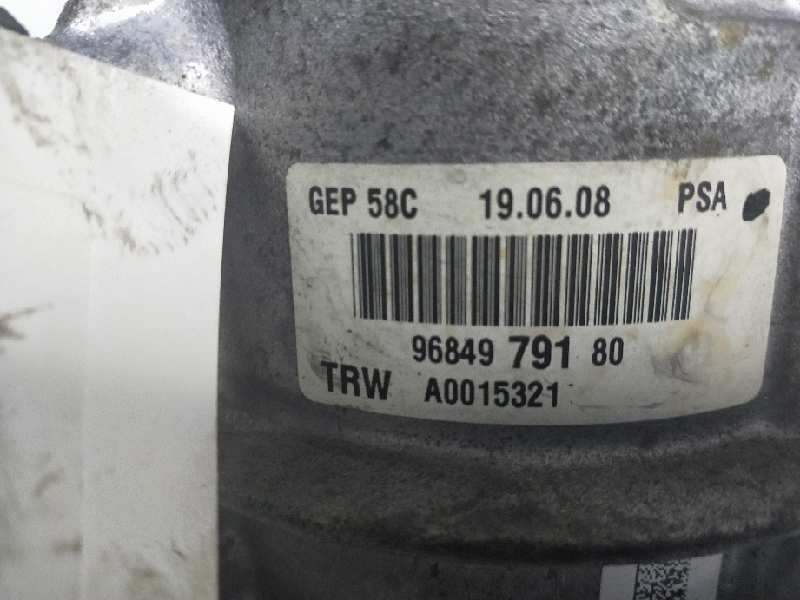 GEP 58C 19.06.08 PSA
96849 791 80
TRW A0015321